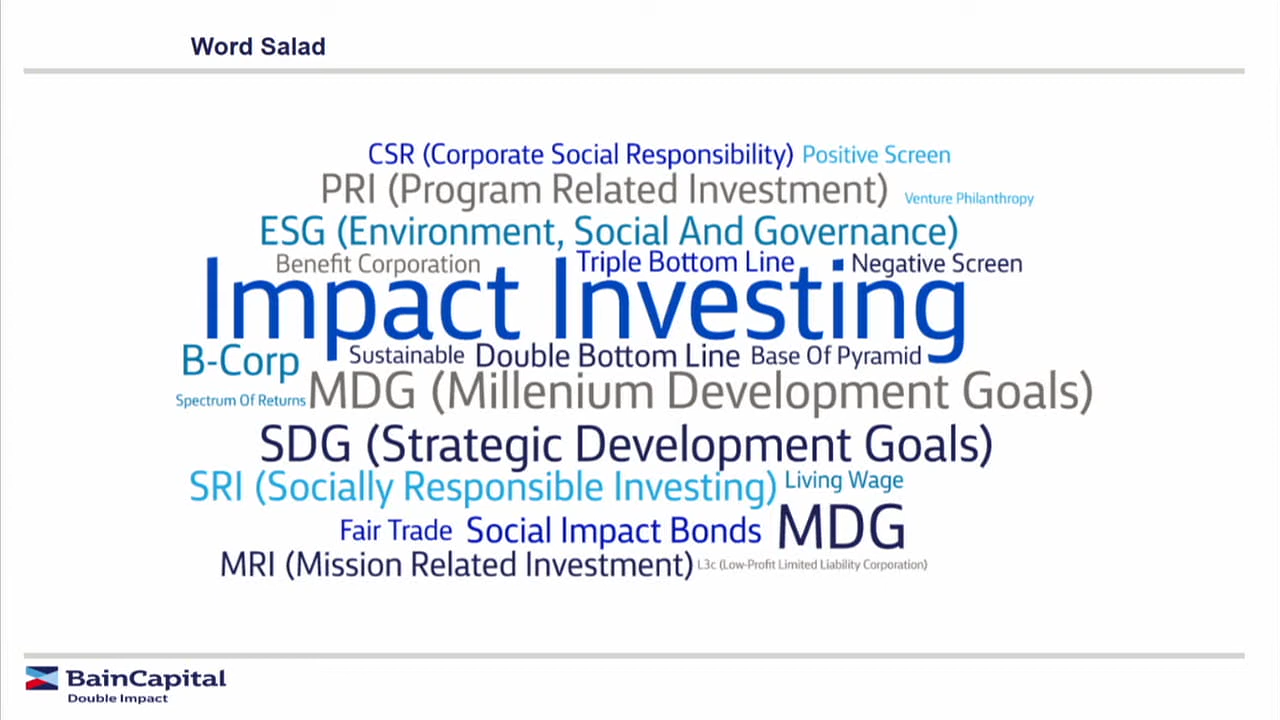 Word Salad
CSR (Corporate Social Responsibility) Positive Screen
PRI (Program Related Investment) Venture Philanthropy
ESG (Environment, Social And Governance)
Benefit Corporation Triple Bottom Line Negative Screen
Impact Investing
B-Corp Sustainable Double Bottom Line Base Of Pyramid
Spectrum Of Returns MDG (Millenium Development Goals)
SDG (Strategic Development Goals)
SRI (Socially Responsible Investing) Living Wage
Fair Trade Social Impact Bonds MDG
MRI (Mission Related Investment) L3c (Low-Profit Limited Liability Corporation)
BainCapital
Double Impact